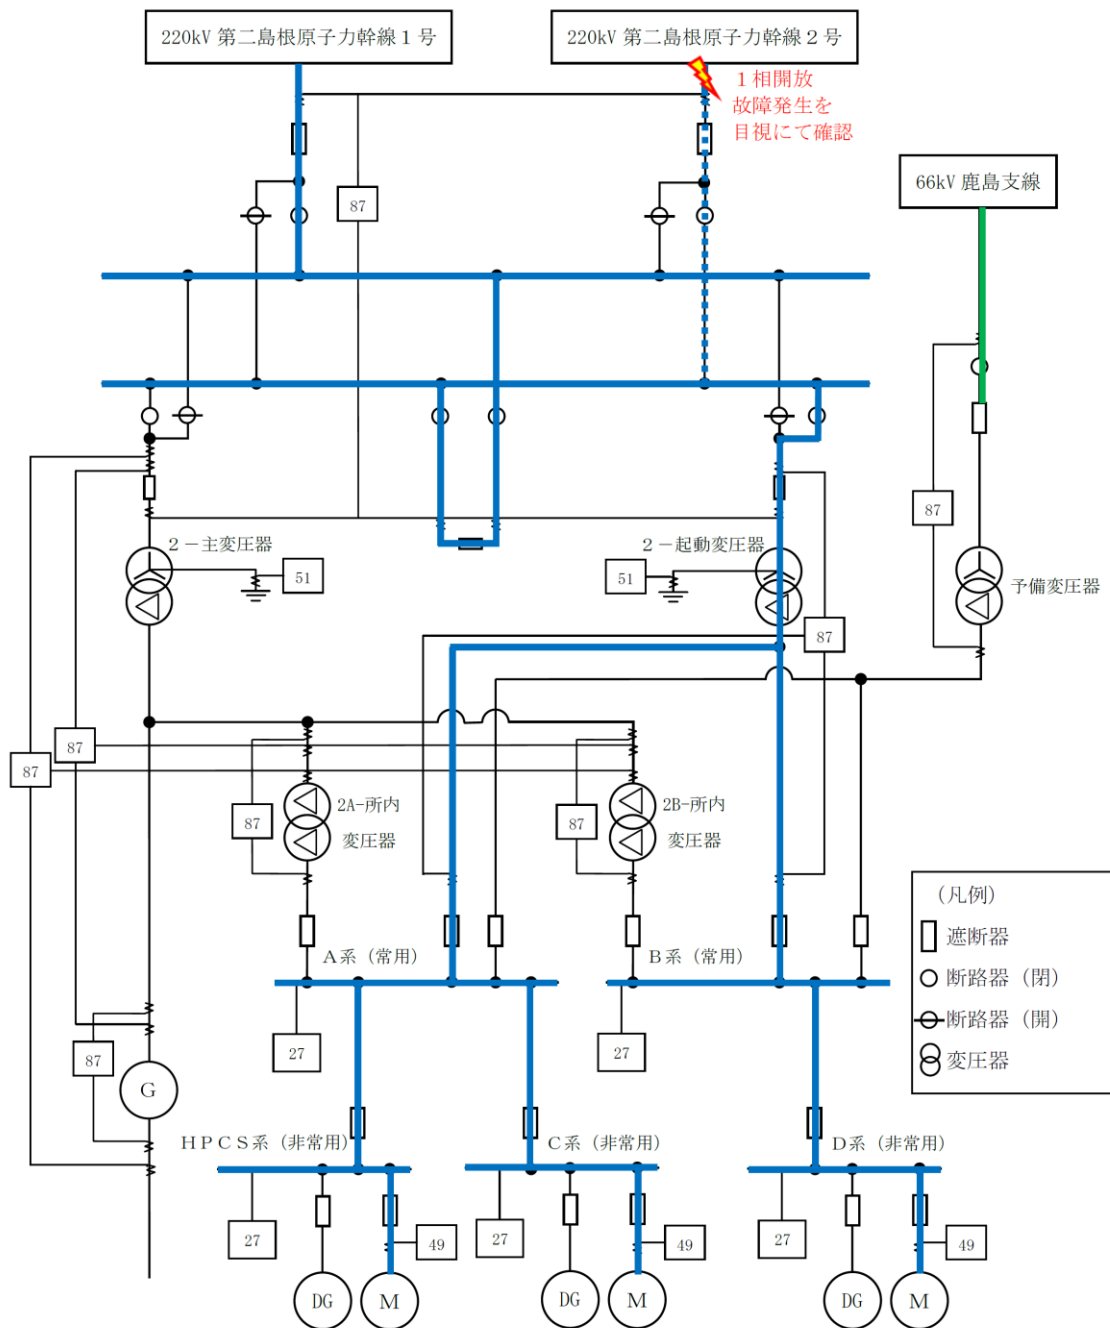 220kV 第二島根原子力幹線１号
220kV 第二島根原子力幹線２号
１相開放
故障発生を
目視にて確認
66kV 鹿島支線
87
87
２－主変圧器
51
２－起動変圧器
51
予備変圧器
87
87
87
2A-所内
変圧器
87
2B-所内
変圧器
87
Ａ系（常用）
Ｂ系（常用）
（凡例）
遮断器
断路器（閉）
断路器（開）
変圧器
27
27
87
G
ＨＰＣＳ系（非常用）
Ｃ系（非常用）
Ｄ系（非常用）
27
49
27
49
27
49
DG
M
DG
M
DG
M